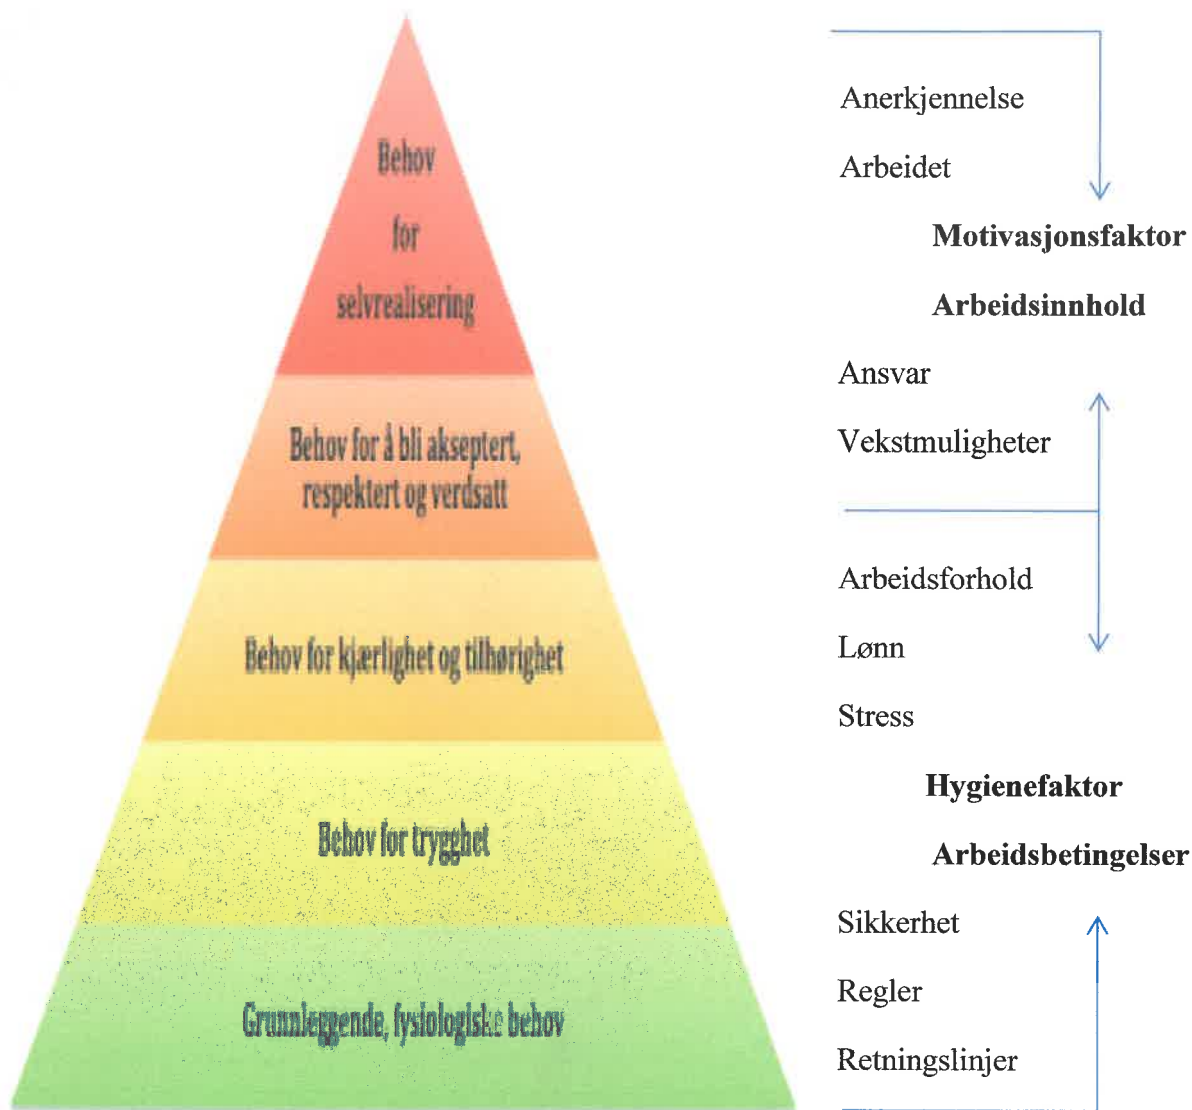 Behov
for
selvrealisering
Behov for å bli akseptert,
respektert og verdsatt
Behov for kjærlighet og tilhørighet
Behov for trygghet
Grunnleggende, fysiologiske behov
Anerkjennelse
Arbeidet
Motivasjonsfaktor
Arbeidsinnhold
Ansvar
Vekstmuligheter
Arbeidsforhold
Lønn
Stress
Hygienefaktor
Arbeidsbetingelser
Sikkerhet
Regler
Retningslinjer